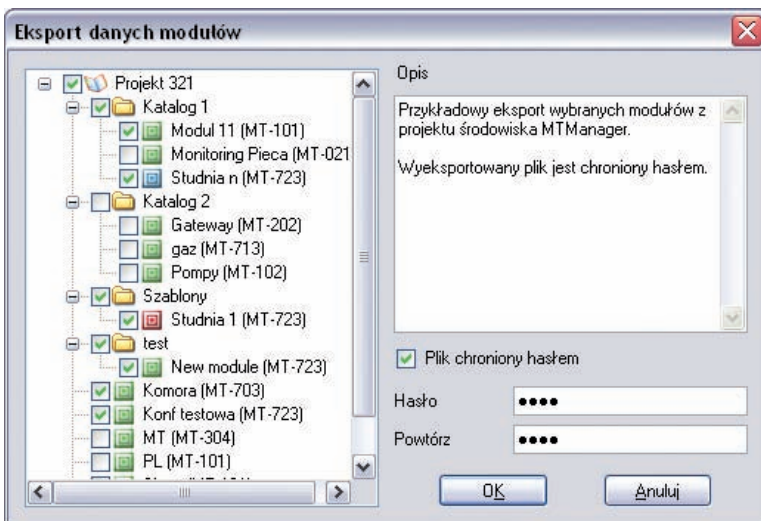 Eksport danych modułów
Projekt 321
Katalog 1
Modul 11 (MT-101)
Monitoring Pieca (MT-021
Studnia n (MT-723)
Katalog 2
Gateway (MT-202)
gaz (MT-713)
Pompy (MT-102)
Szablony
Studnia 1 (MT-723)
test
New module (MT-723)
Komora (MT-703)
Konf testowa (MT-723)
MT (MT-304)
PL (MT-101)
Opis
Przykładowy eksport wybranych modułów z
projektu środowiska MTManager.
Wyeksportowany plik jest chroniony hasłem.
Plik chroniony hasłem
Hasło
●●●●
Powtórz
●●●●
OK
Anuluj